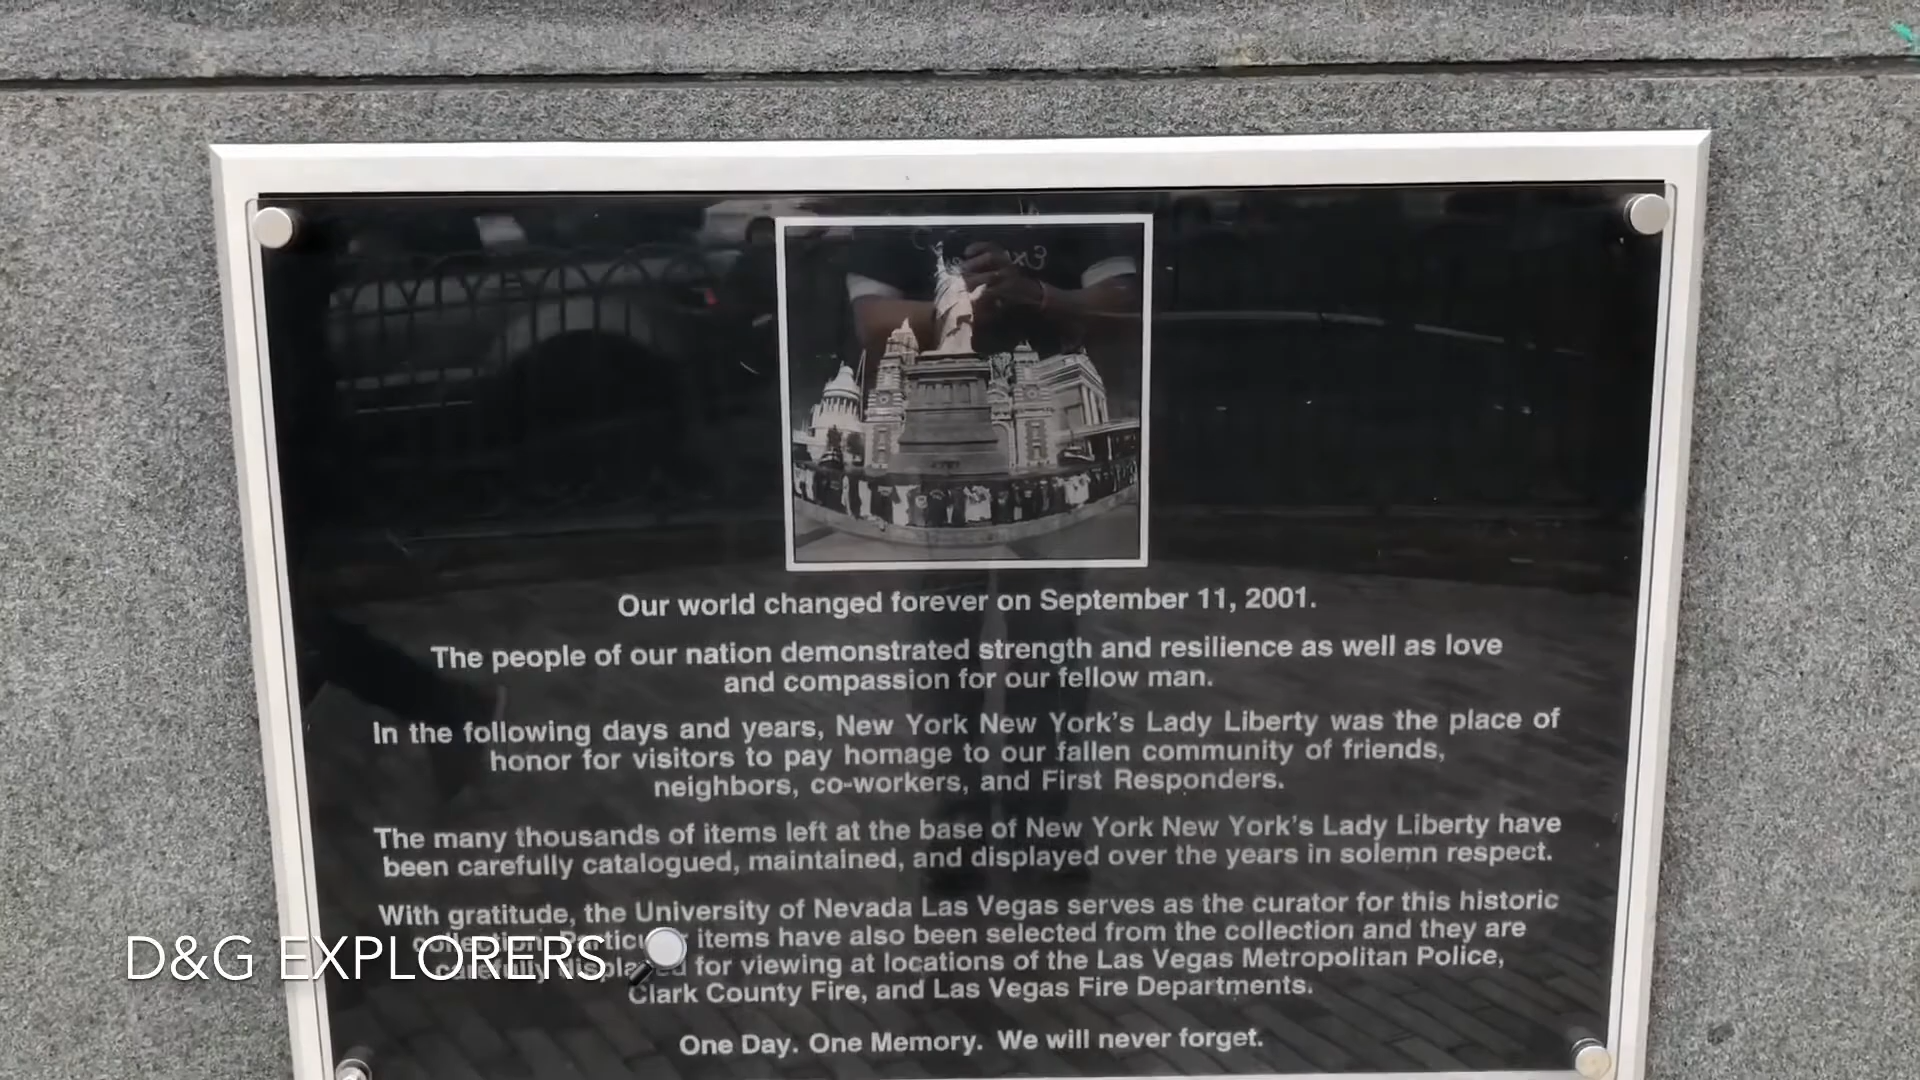 Our world changed forever on September 11, 2001.
The people of our nation demonstrated strength and resilience as well as love
and compassion for our fellow man.
In the following days and years, New York New York's Lady Liberty was the place of
honor for visitors to pay homage to our fallen community of friends,
neighbors, co-workers, and First Responders.
The many thousands of items left at the base of New York New York's Lady Liberty have
been carefully catalogued, maintained, and displayed over the years in solemn respect.
With gratitude, the University of Nevada Las Vegas serves as the curator for this historic
collection. Particular items have also been selected from the collection and they are
carefully displayed for viewing at locations of the Las Vegas Metropolitan Police,
Clark County Fire, and Las Vegas Fire Departments.
One Day. One Memory. We will never forget.
D&G EXPLORERS